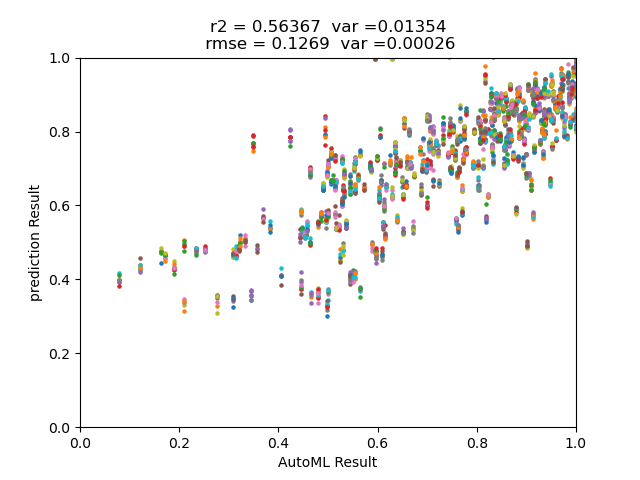 r2 = 0.56367  var =0.01354
rmse = 0.1269  var =0.00026
1.0
0.8
0.6
0.4
0.2
0.0
prediction Result
0.0 0.2 0.4 0.6 0.8 1.0
AutoML Result